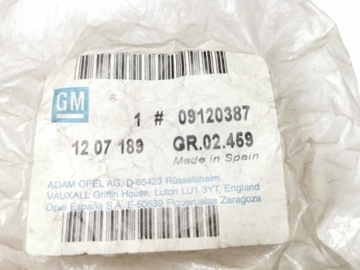 GM ®
1 # 09120387
12 07 189 GR.02.459
Made in Spain
ADAM OPEL AG, D-65423 Rüsselsheim,
VAUXALL Griffin House, Luton LU1 3YT, England
Opel España S.A. E-50639 Figueruelas Zaragoza